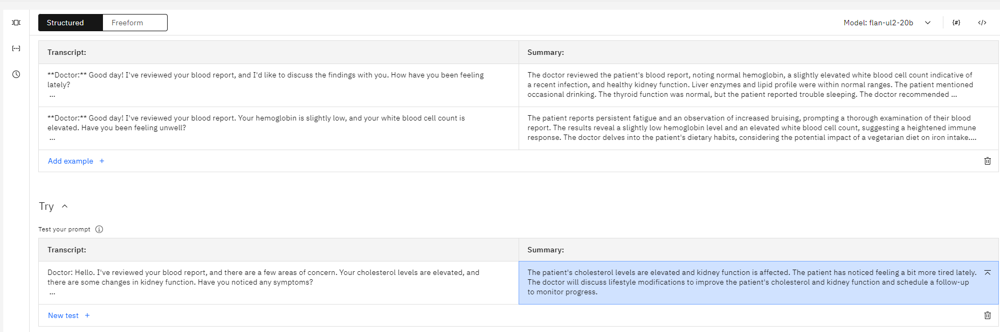 Structured
Freeform
Model: flan-ul2-20b
{#}
</>
[...]
Transcript:
Summary:
**Doctor:** Good day! I've reviewed your blood report, and I'd like to discuss the findings with you. How have you been feeling
lately?
...
The doctor reviewed the patient's blood report, noting normal hemoglobin, a slightly elevated white blood cell count indicative of
a recent infection, and healthy kidney function. Liver enzymes and lipid profile were within normal ranges. The patient mentioned
occasional drinking. The thyroid function was normal, but the patient reported trouble sleeping. The doctor recommended ...
**Doctor:** Good day! I've reviewed your blood report. Your hemoglobin is slightly low, and your white blood cell count is
elevated. Have you been feeling unwell?
...
The patient reports persistent fatigue and an observation of increased bruising, prompting a thorough examination of their blood
report. The results reveal a slightly low hemoglobin level and an elevated white blood cell count, suggesting a heightened immune
response. The doctor delves into the patient's dietary habits, considering the potential impact of a vegetarian diet on iron intake....
Add example +
Try
Test your prompt
Transcript:
Summary:
Doctor: Hello. I've reviewed your blood report, and there are a few areas of concern. Your cholesterol levels are elevated, and
there are some changes in kidney function. Have you noticed any symptoms?
...
The patient's cholesterol levels are elevated and kidney function is affected. The patient has noticed feeling a bit more tired lately.
The doctor will discuss lifestyle modifications to improve the patient's cholesterol and kidney function and schedule a follow-up
to monitor progress.
New test +